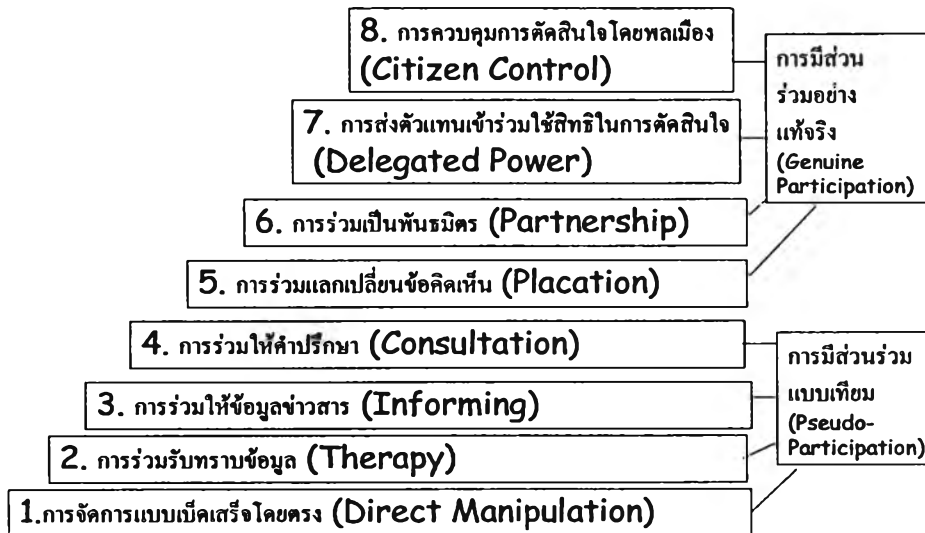 8. การควบคุมการตัดสินใจโดยพลเมือง
(Citizen Control)
7. การส่งตัวแทนเข้าร่วมใช้สิทธิในการตัดสินใจ
(Delegated Power)
6. การร่วมเป็นพันธมิตร (Partnership)
5. การร่วมแลกเปลี่ยนข้อคิดเห็น (Placation)
การมีส่วน
ร่วมอย่าง
แท้จริง
(Genuine
Participation)
4. การร่วมให้คำปรึกษา (Consultation)
3. การร่วมให้ข้อมูลข่าวสาร (Informing)
2. การร่วมรับทราบข้อมูล (Therapy)
1.การจัดการแบบเบ็ดเสร็จโดยตรง (Direct Manipulation)
การมีส่วนร่วม
แบบเทียม
(Pseudo-
Participation)